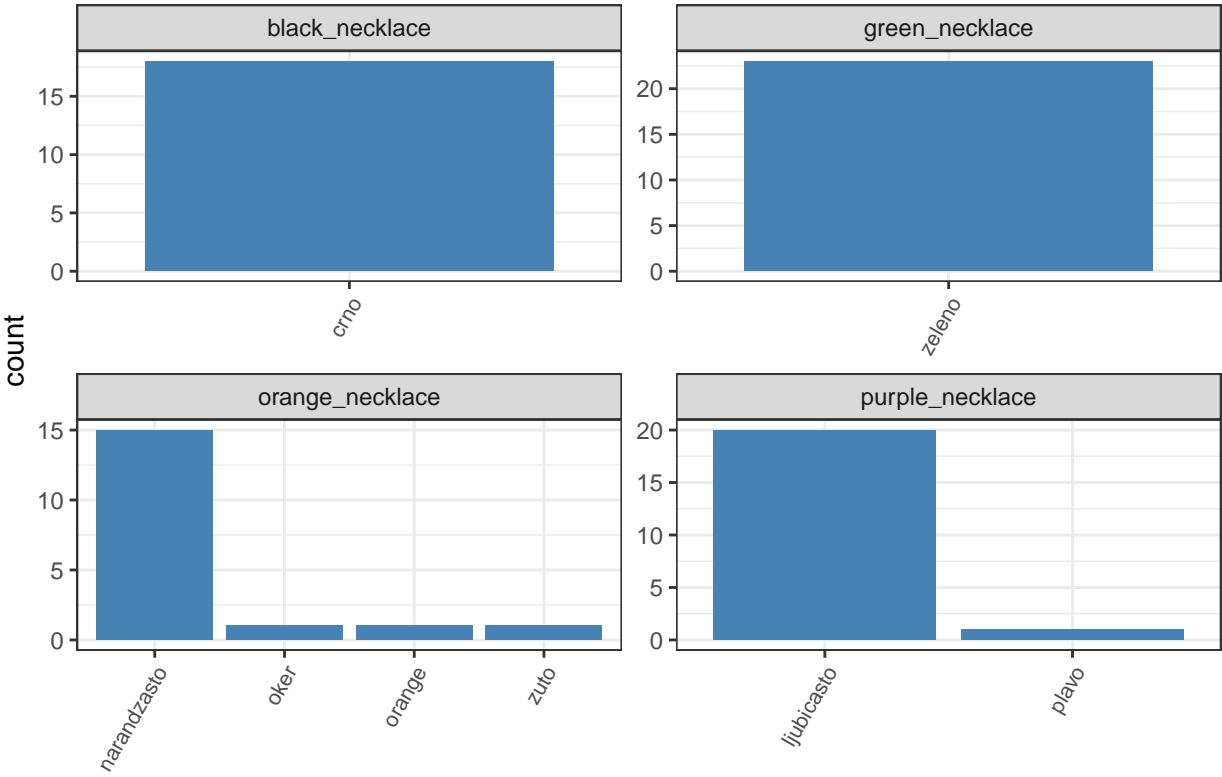 black_necklace
green_necklace
15
10
5
0
20
15
10
5
0
crno
zeleno
count
orange_necklace
purple_necklace
15
10
5
0
20
15
10
5
0
narandzasto
oker
orange
zuto
ljubicasto
plavo